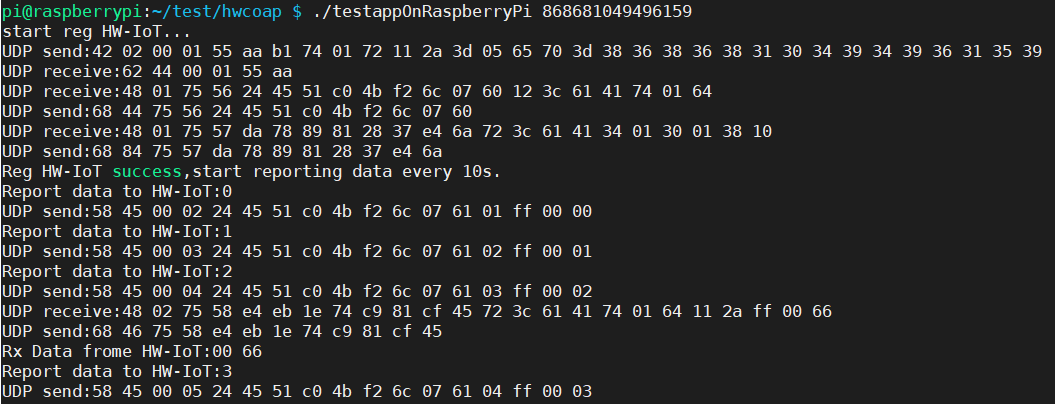 pi@raspberrypi:~/test/hwcoap $ ./testappOnRaspberryPi 868681049496159
start reg HW-IoT...
UDP send:42 02 00 01 55 aa b1 74 01 72 11 2a 3d 05 65 70 3d 38 36 38 36 38 31 30 34 39 34 39 36 31 35 39
UDP receive:62 44 00 01 55 aa
UDP receive:48 01 75 56 24 45 51 c0 4b f2 6c 07 60 12 3c 61 41 74 01 64
UDP send:68 44 75 56 24 45 51 c0 4b f2 6c 07 60
UDP receive:48 01 75 57 da 78 89 81 28 37 e4 6a 72 3c 61 41 34 01 30 01 38 10
UDP send:68 84 75 57 da 78 89 81 28 37 e4 6a
Reg HW-IoT success,start reporting data every 10s.
Report data to HW-IoT:0
UDP send:58 45 00 02 24 45 51 c0 4b f2 6c 07 61 01 ff 00 00
Report data to HW-IoT:1
UDP send:58 45 00 03 24 45 51 c0 4b f2 6c 07 61 02 ff 00 01
Report data to HW-IoT:2
UDP send:58 45 00 04 24 45 51 c0 4b f2 6c 07 61 03 ff 00 02
UDP receive:48 02 75 58 e4 eb 1e 74 c9 81 cf 45 72 3c 61 41 74 01 64 11 2a ff 00 66
UDP send:68 46 75 58 e4 eb 1e 74 c9 81 cf 45
Rx Data frome HW-IoT:00 66
Report data to HW-IoT:3
UDP send:58 45 00 05 24 45 51 c0 4b f2 6c 07 61 04 ff 00 03